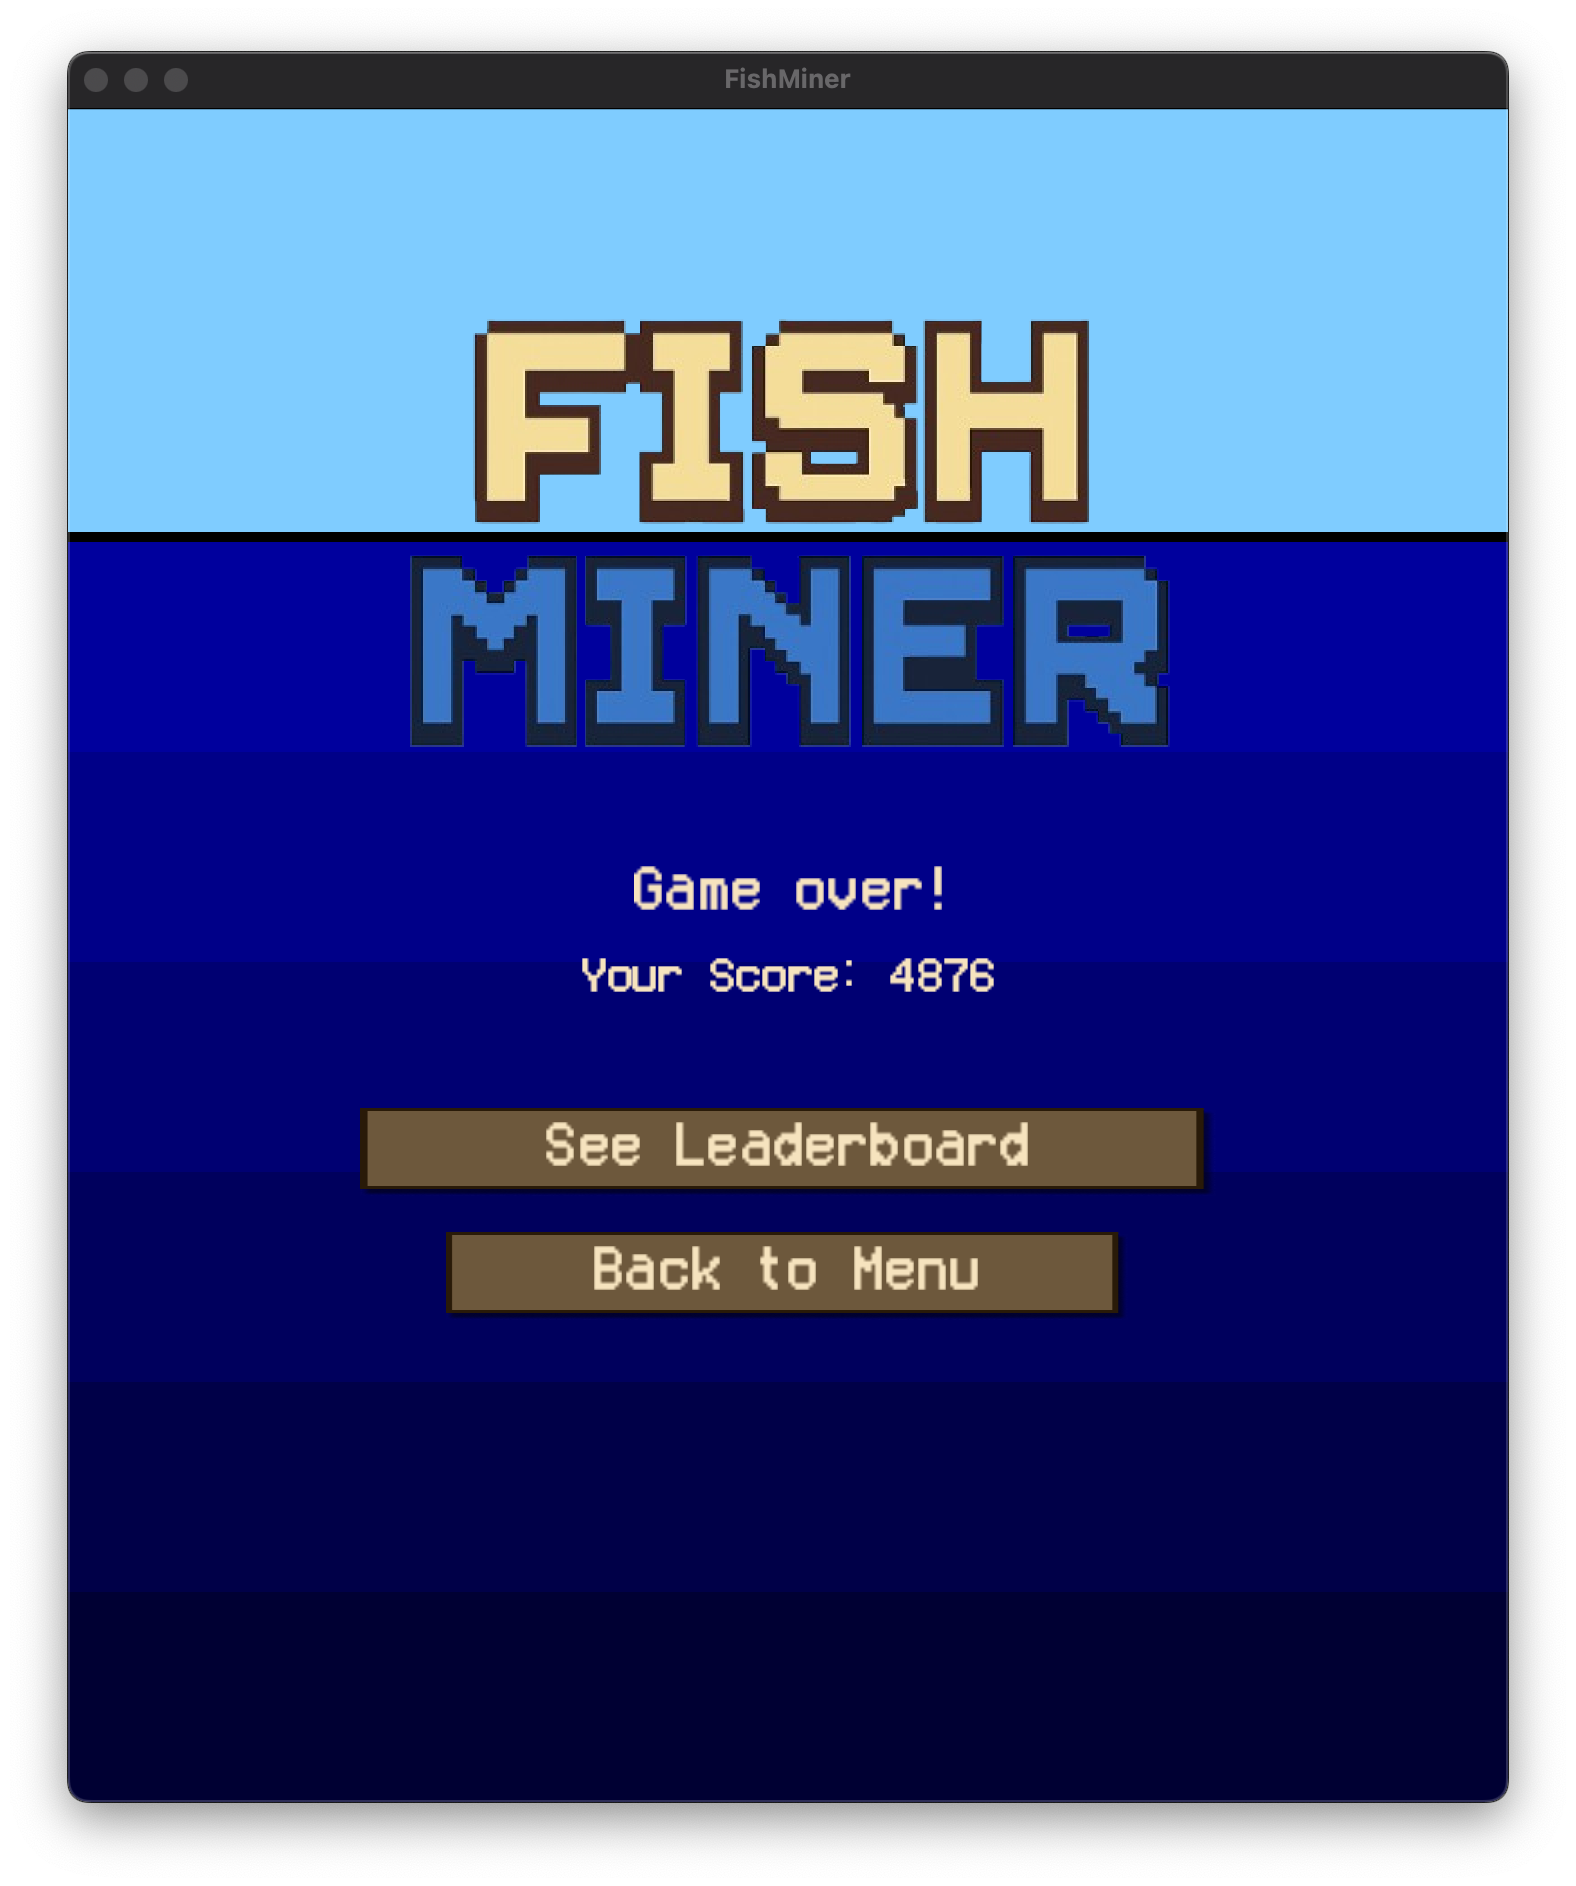 FishMiner
FISH
MINER
Game over!
Your Score: 4876
See Leaderboard
Back to Menu